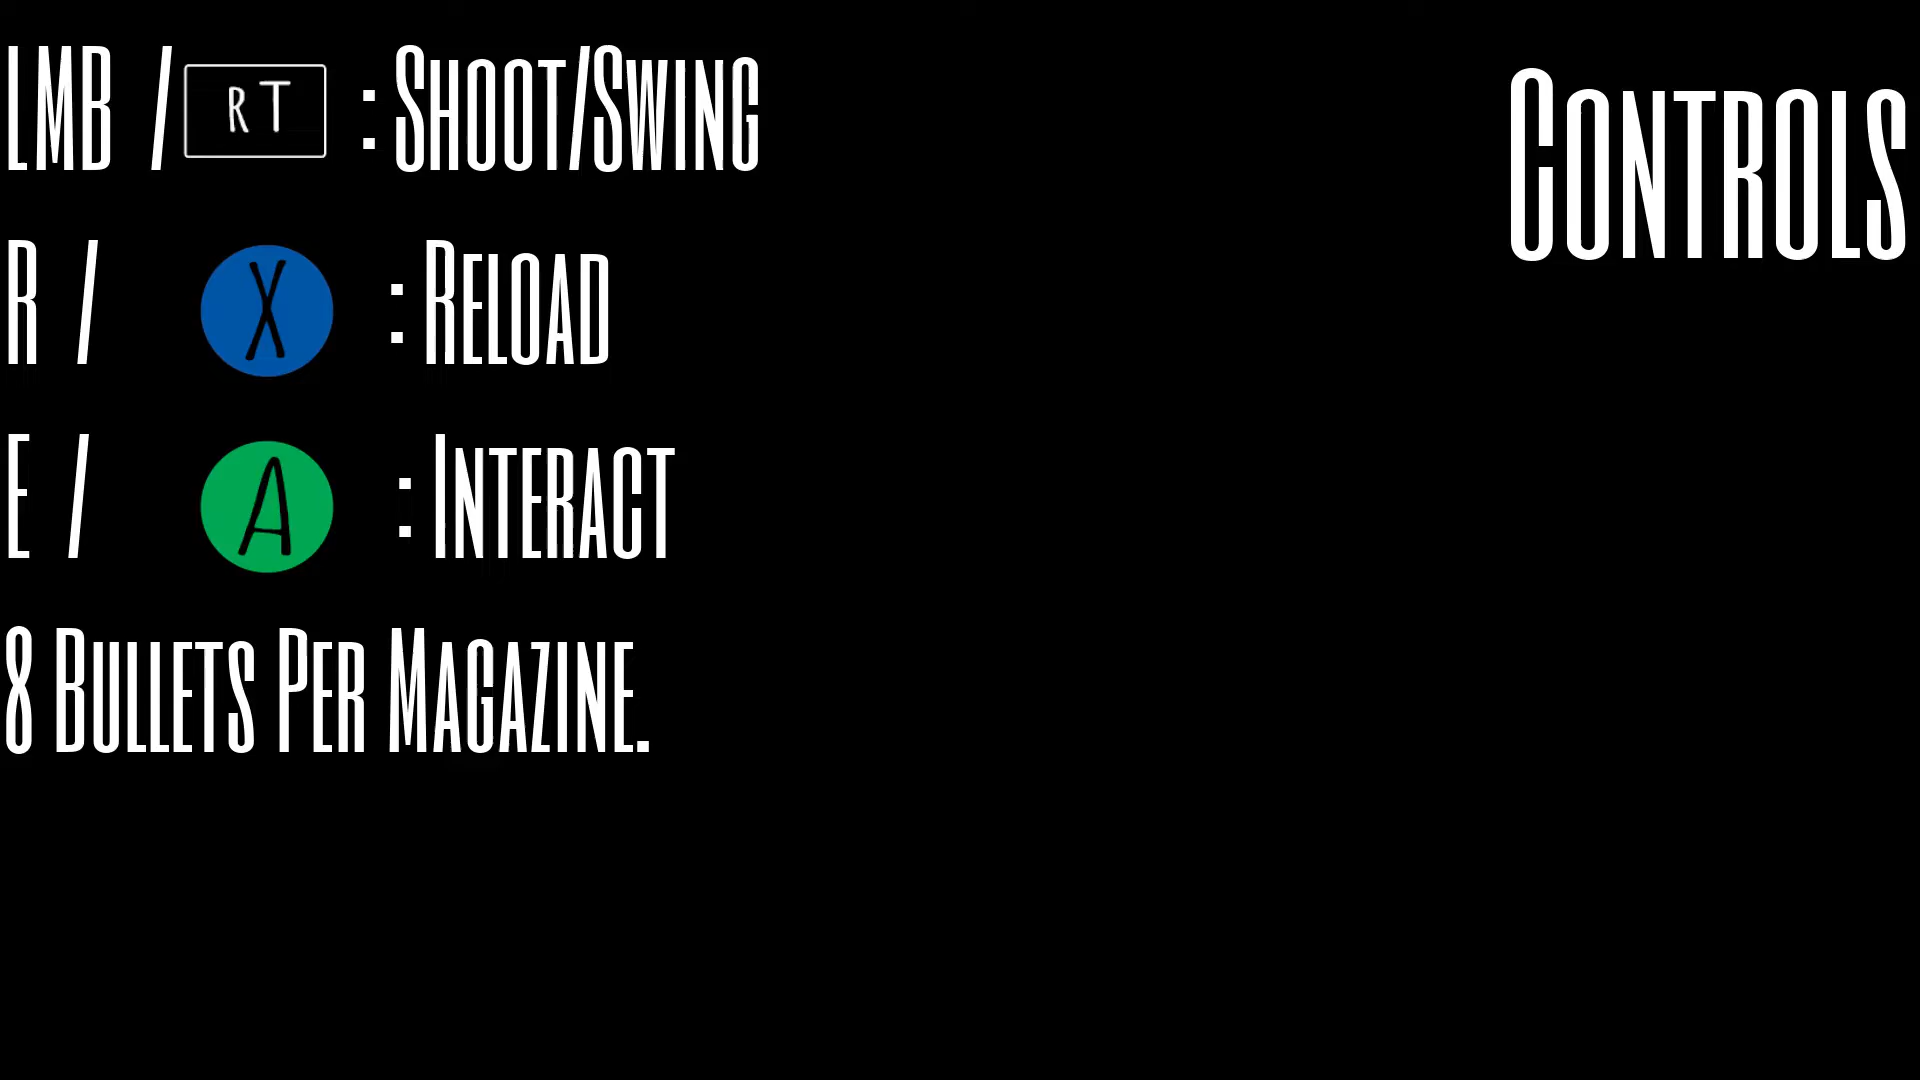 LMB / RT : Shoot/Swing
Controls
R / X : Reload
E / A : Interact
8 Bullets Per Magazine.